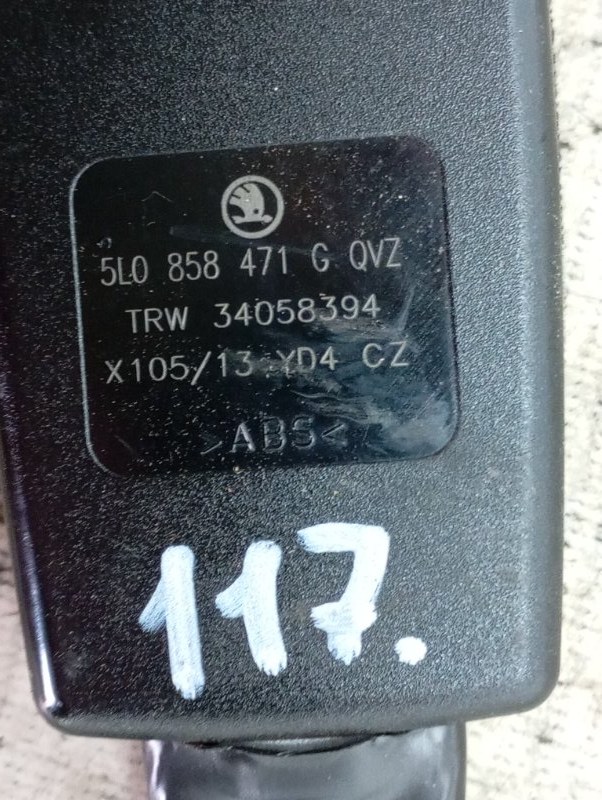 5L0 858 471 G QVZ
TRW 34058394
X105/13 YD4 CZ
>ABS<
117.